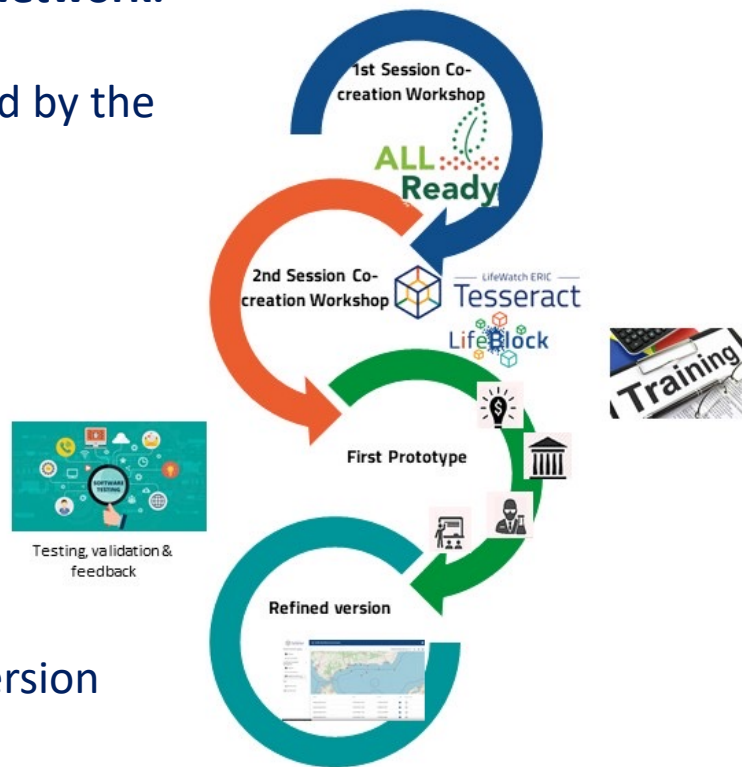 etwork.
d by the
1st Session Co-
creation Workshop
ALL
Ready
2nd Session Co-
creation Workshop
LifeWatch ERIC
Tesseract
LifeBlock
Training
First Prototype
SOFTWARE
TESTING
Testing, validation &
feedback
Refined version
ersion